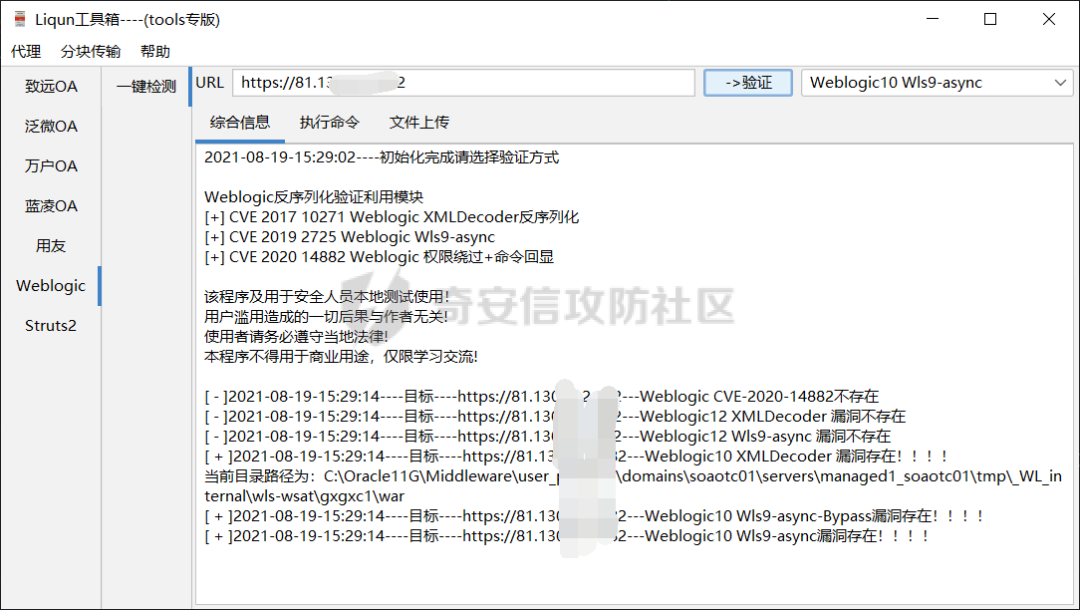 Liqun工具箱----(tools专版)
代理 分块传输 帮助
致远OA
泛微OA
万户OA
蓝凌OA
用友
Weblogic
Struts2
一键检测
URL https://81.13 2 ->验证 Weblogic10 Wls9-async
综合信息 执行命令 文件上传
2021-08-19-15:29:02----初始化完成请选择验证方式
Weblogic反序列化验证利用模块
[+] CVE 2017 10271 Weblogic XMLDecoder反序列化
[+] CVE 2019 2725 Weblogic Wls9-async
[+] CVE 2020 14882 Weblogic 权限绕过+命令回显
该程序及用于安全人员本地测试使用!
用户滥用造成的一切后果与作者无关!
使用者请务必遵守当地法律!
本程序不得用于商业用途，仅限学习交流!
奇安信攻防社区
[ - ]2021-08-19-15:29:14----目标----https://81.130 2---Weblogic CVE-2020-14882不存在
[ - ]2021-08-19-15:29:14----目标----https://81.130 2---Weblogic12 XMLDecoder 漏洞不存在
[ - ]2021-08-19-15:29:14----目标----https://81.130 2---Weblogic12 Wls9-async 漏洞不存在
[ + ]2021-08-19-15:29:14----目标----https://81.130 2---Weblogic10 XMLDecoder 漏洞存在！！！！
当前目录路径为：C:\Oracle11G\Middleware\user_ \domains\soaotc01\servers\managed1_soaotc01\tmp\_WL_in
ternal\wls-wsat\gxgxc1\war
[ + ]2021-08-19-15:29:14----目标----https://81.130 2---Weblogic10 Wls9-async-Bypass漏洞存在！！！！
[ + ]2021-08-19-15:29:14----目标----https://81.130 2---Weblogic10 Wls9-async漏洞存在！！！！